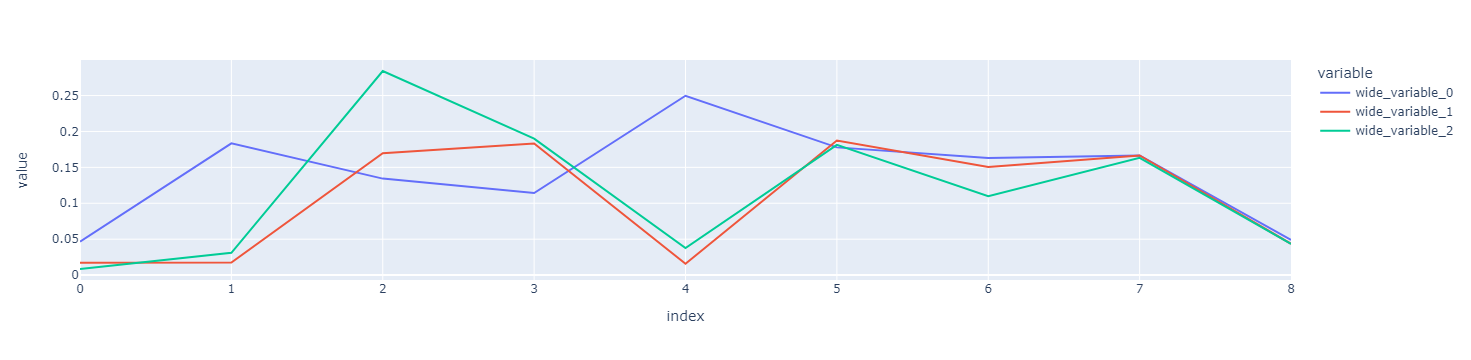 variable
wide_variable_0
wide_variable_1
wide_variable_2
value
0.25
0.2
0.15
0.1
0.05
0
0 1 2 3 4 5 6 7 8
index